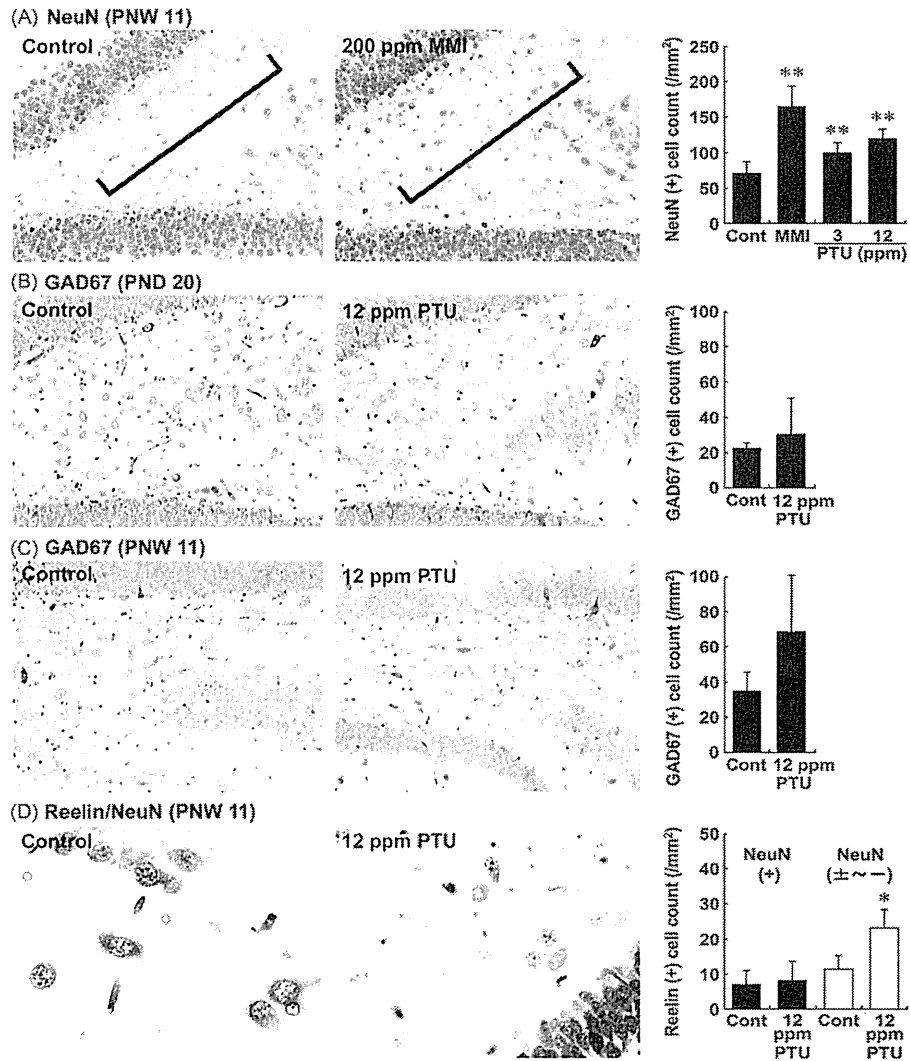 (A) NeuN (PNW 11)
Control
200 ppm MMI
NeuN (+) cell count (/mm²)
250
200
150
100
50
0
**
**
**
Cont
MMI
3
12
PTU (ppm)
(B) GAD67 (PND 20)
Control
12 ppm PTU
GAD67 (+) cell count (/mm²)
100
80
60
40
20
0
Cont
12 ppm
PTU
(C) GAD67 (PNW 11)
Control
12 ppm PTU
GAD67 (+) cell count (/mm²)
100
80
60
40
20
0
Cont
12 ppm
PTU
(D) Reelin/NeuN (PNW 11)
Control
12 ppm PTU
Reelin (+) cell count (/mm²)
50
40
30
20
10
0
NeuN
(+)
NeuN
(±~−)
*
Cont
12
ppm
PTU
Cont
12
ppm
PTU